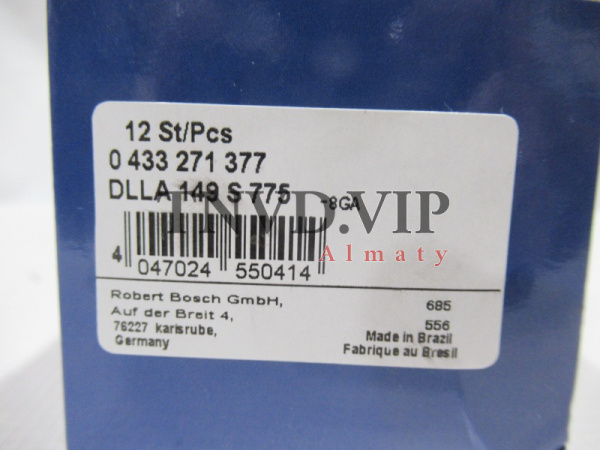 12 St/Pcs
0 433 271 377
DLLA 149 S 775
-8GA
INYD.VIP
Almaty
4 047024 550414
Robert Bosch GmbH,
Auf der Breit 4,
76227 karlsrube,
Germany
685
556
Made in Brazil
Fabrique au Bresil